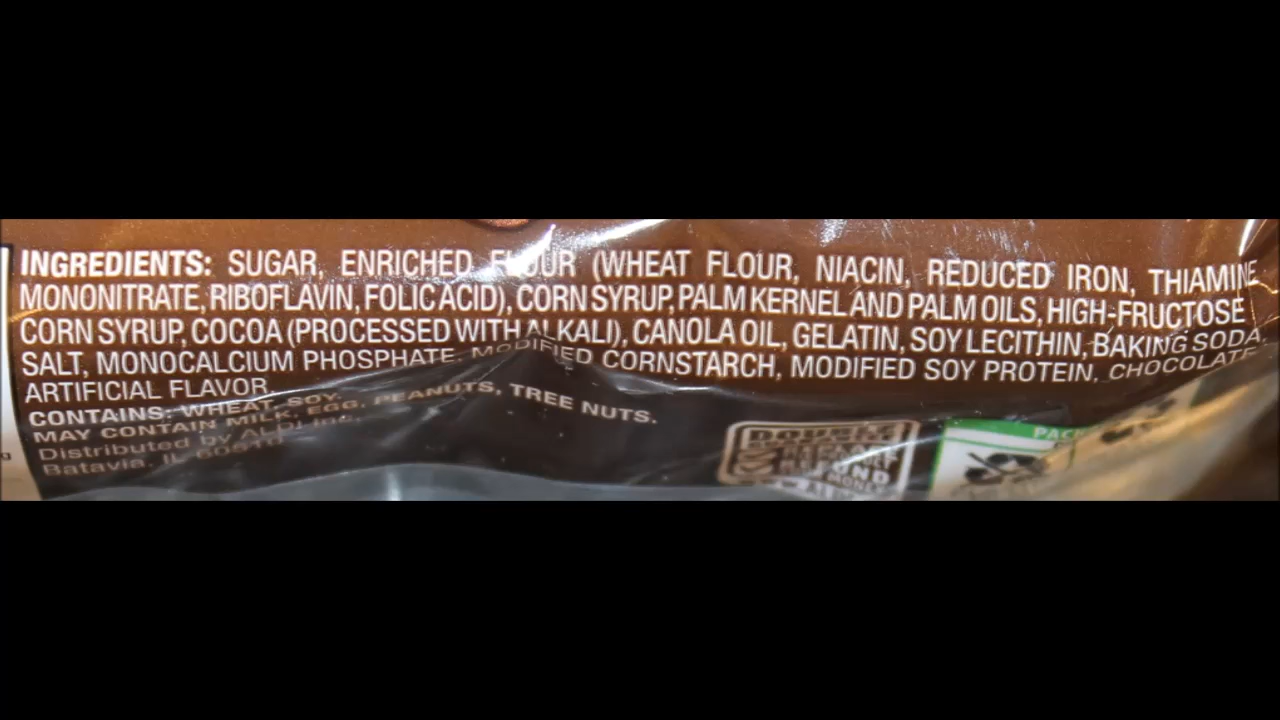 INGREDIENTS: SUGAR, ENRICHED FLOUR (WHEAT FLOUR, NIACIN, REDUCED IRON, THIAMINE
MONONITRATE, RIBOFLAVIN, FOLIC ACID), CORN SYRUP, PALM KERNEL AND PALM OILS, HIGH-FRUCTOSE
CORN SYRUP, COCOA (PROCESSED WITH ALKALI), CANOLA OIL, GELATIN, SOY LECITHIN, BAKING SODA,
SALT, MONOCALCIUM PHOSPHATE, MODIFIED CORNSTARCH, MODIFIED SOY PROTEIN, CHOCOLATE,
ARTIFICIAL FLAVOR.
CONTAINS: WHEAT, SOY.
MAY CONTAIN MILK, EGG, PEANUTS, TREE NUTS.
Distributed by ALDI Inc.
Batavia, IL 60510
DOUBLE
REFUND
MONEY